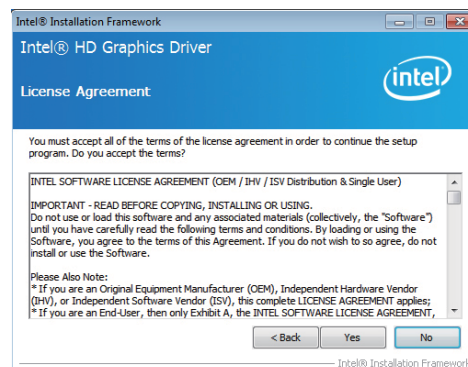 Intel® Installation Framework
Intel® HD Graphics Driver
intel
License Agreement
You must accept all of the terms of the license agreement in order to continue the setup
program. Do you accept the terms?
INTEL SOFTWARE LICENSE AGREEMENT (OEM / IHV / ISV Distribution & Single User)
IMPORTANT - READ BEFORE COPYING, INSTALLING OR USING.
Do not use or load this software and any associated materials (collectively, the "Software")
until you have carefully read the following terms and conditions. By loading or using the
Software, you agree to the terms of this Agreement. If you do not wish to so agree, do not
install or use the Software.
Please Also Note:
* If you are an Original Equipment Manufacturer (OEM), Independent Hardware Vendor
(IHV), or Independent Software Vendor (ISV), this complete LICENSE AGREEMENT applies;
* If you are an End-User, then only Exhibit A, the INTEL SOFTWARE LICENSE AGREEMENT,
< Back Yes No
Intel® Installation Framework